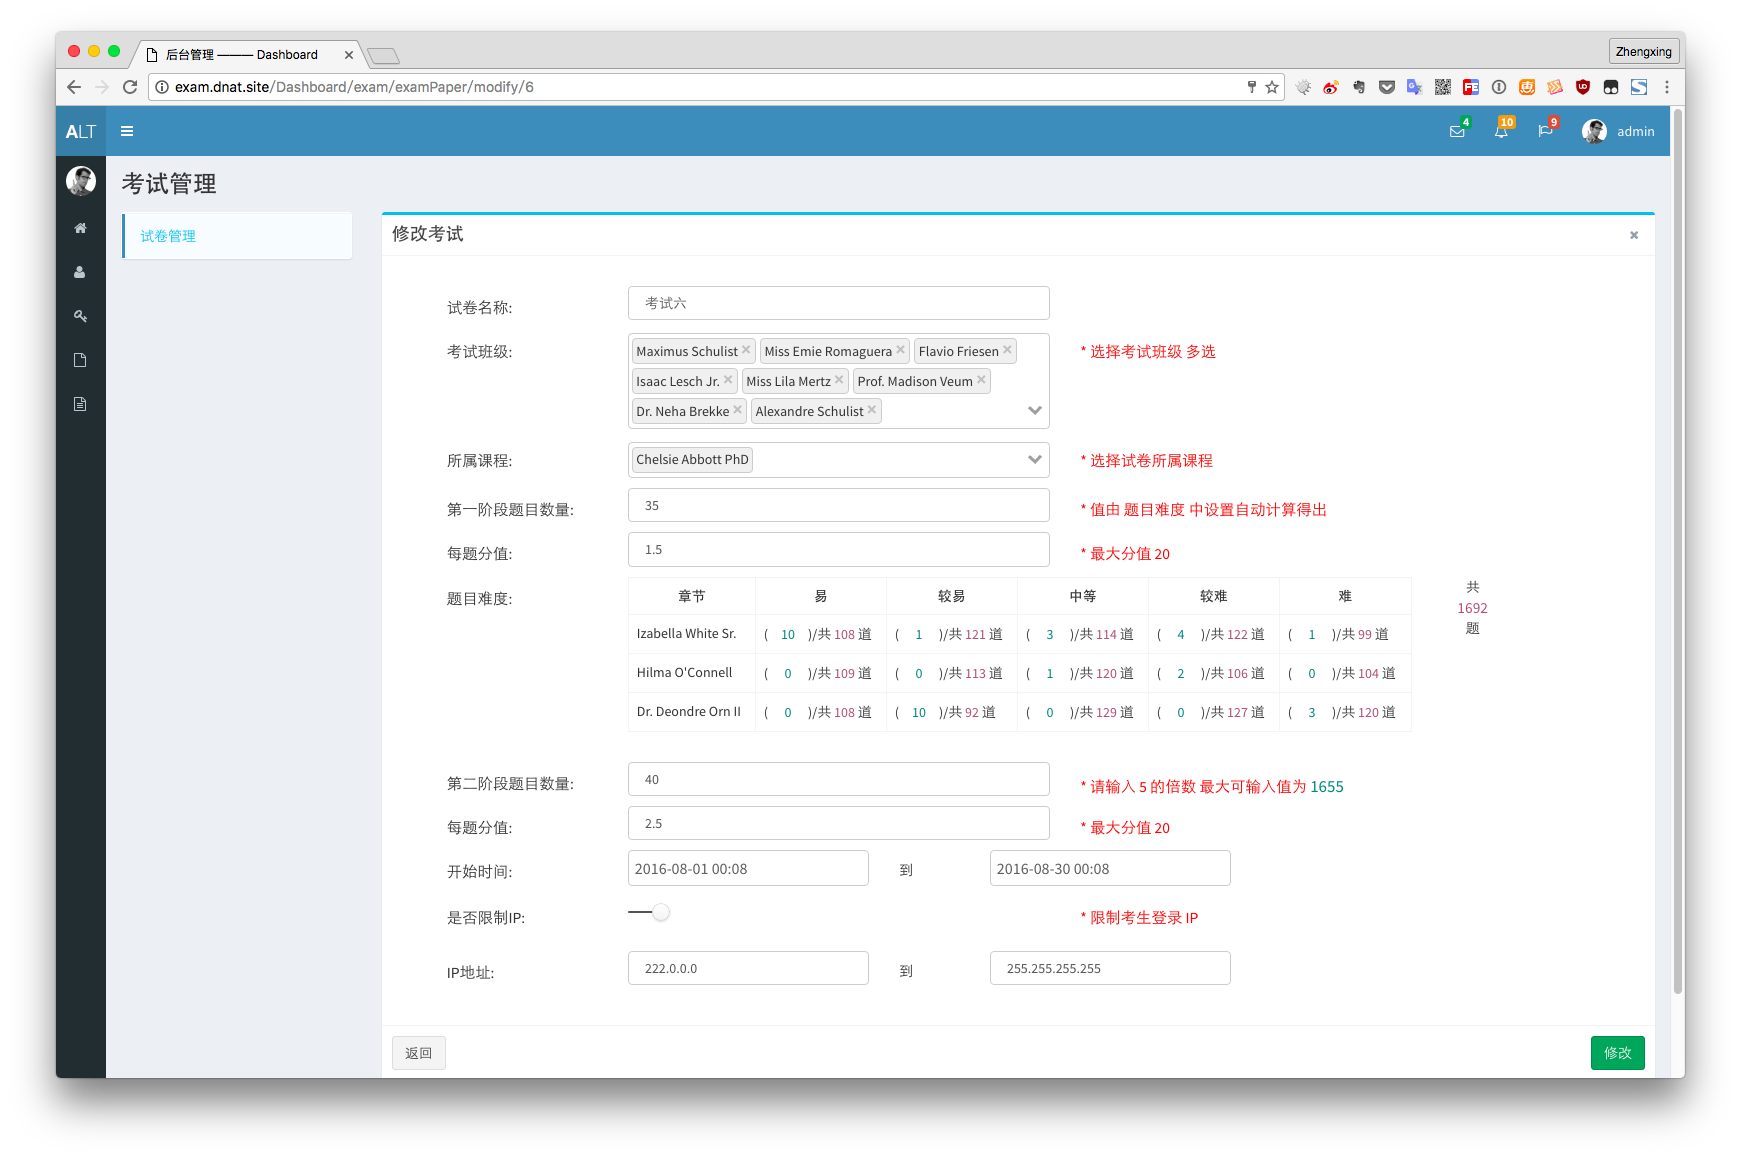 后台管理 ——— Dashboard
Zhengxing
exam.dnat.site/Dashboard/exam/examPaper/modify/6
ALT
4
10
9
admin
考试管理
试卷管理
修改考试
试卷名称:
考试六
考试班级:
Maximus Schulist Miss Emie Romaguera Flavio Friesen
Isaac Lesch Jr. Miss Lila Mertz Prof. Madison Veum
Dr. Neha Brekke Alexandre Schulist
* 选择考试班级 多选
所属课程:
Chelsie Abbott PhD
* 选择试卷所属课程
第一阶段题目数量:
35
* 值由 题目难度 中设置自动计算得出
每题分值:
1.5
* 最大分值 20
题目难度:
章节 易 较易 中等 较难 难
Izabella White Sr. ( 10 )/共 108 道 ( 1 )/共 121 道 ( 3 )/共 114 道 ( 4 )/共 122 道 ( 1 )/共 99 道
Hilma O'Connell ( 0 )/共 109 道 ( 0 )/共 113 道 ( 1 )/共 120 道 ( 2 )/共 106 道 ( 0 )/共 104 道
Dr. Deondre Orn II ( 0 )/共 108 道 ( 10 )/共 92 道 ( 0 )/共 129 道 ( 0 )/共 127 道 ( 3 )/共 120 道
共
1692
题
第二阶段题目数量:
40
* 请输入 5 的倍数 最大可输入值为 1655
每题分值:
2.5
* 最大分值 20
开始时间:
2016-08-01 00:08
到
2016-08-30 00:08
是否限制IP:
* 限制考生登录 IP
IP地址:
222.0.0.0
到
255.255.255.255
返回
修改